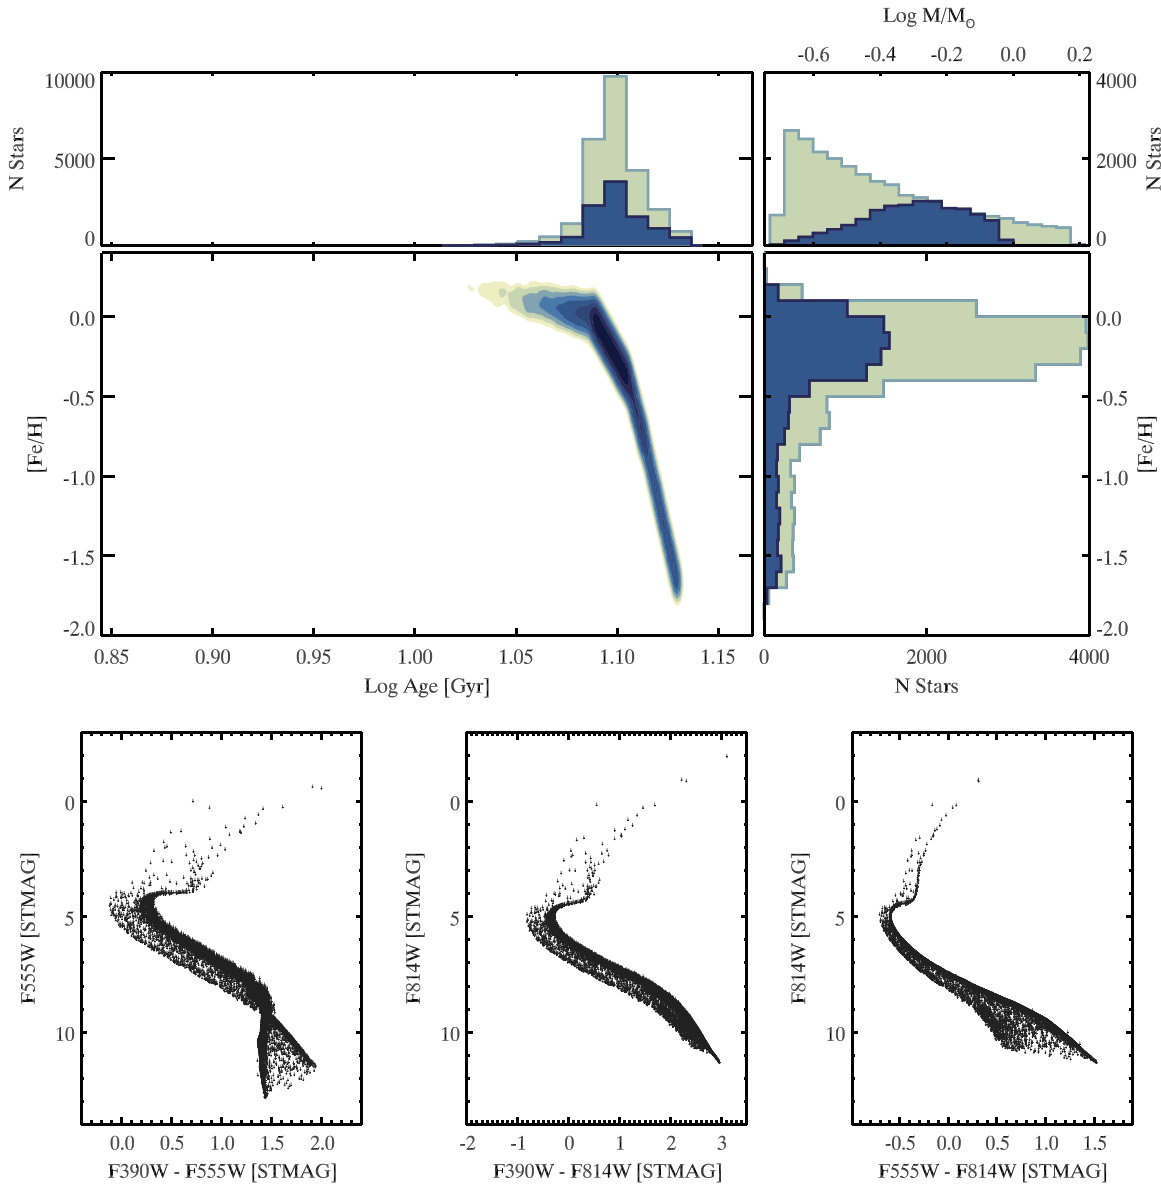 Log M/M⊙
-0.6 -0.4 -0.2 0.0 0.2
10000
5000
0
N Stars
4000
2000
0
N Stars
0.0
-0.5
-1.0
-1.5
-2.0
[Fe/H]
0.0
-0.5
-1.0
-1.5
-2.0
[Fe/H]
0.85 0.90 0.95 1.00 1.05 1.10 1.15
Log Age [Gyr]
0 2000 4000
N Stars
0
5
10
F555W [STMAG]
0.0 0.5 1.0 1.5 2.0
F390W - F555W [STMAG]
0
5
10
F814W [STMAG]
-2 -1 0 1 2 3
F390W - F814W [STMAG]
0
5
10
F814W [STMAG]
-0.5 0.0 0.5 1.0 1.5
F555W - F814W [STMAG]